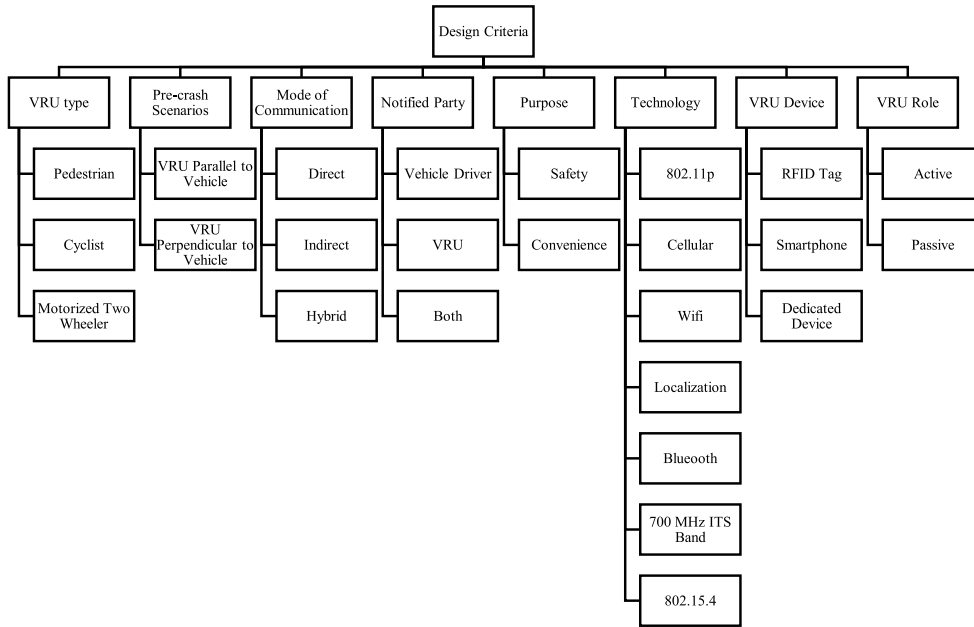 Design Criteria
VRU type
Pre-crash
Scenarios
Mode of
Communication
Notified Party
Purpose
Technology
VRU Device
VRU Role
Pedestrian
Cyclist
Motorized Two
Wheeler
VRU Parallel to
Vehicle
VRU
Perpendicular to
Vehicle
Direct
Indirect
Hybrid
Vehicle Driver
VRU
Both
Safety
Convenience
802.11p
Cellular
Wifi
Localization
Blueooth
700 MHz ITS
Band
802.15.4
RFID Tag
Smartphone
Dedicated
Device
Active
Passive